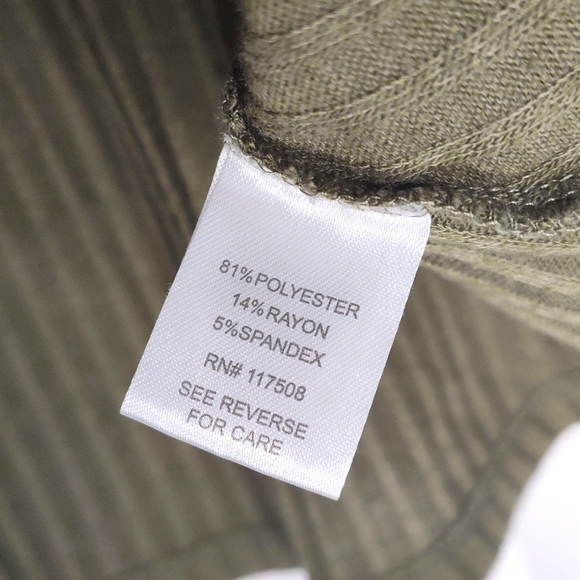 81%POLYESTER
14%RAYON
5%SPANDEX
RN# 117508
SEE REVERSE
FOR CARE